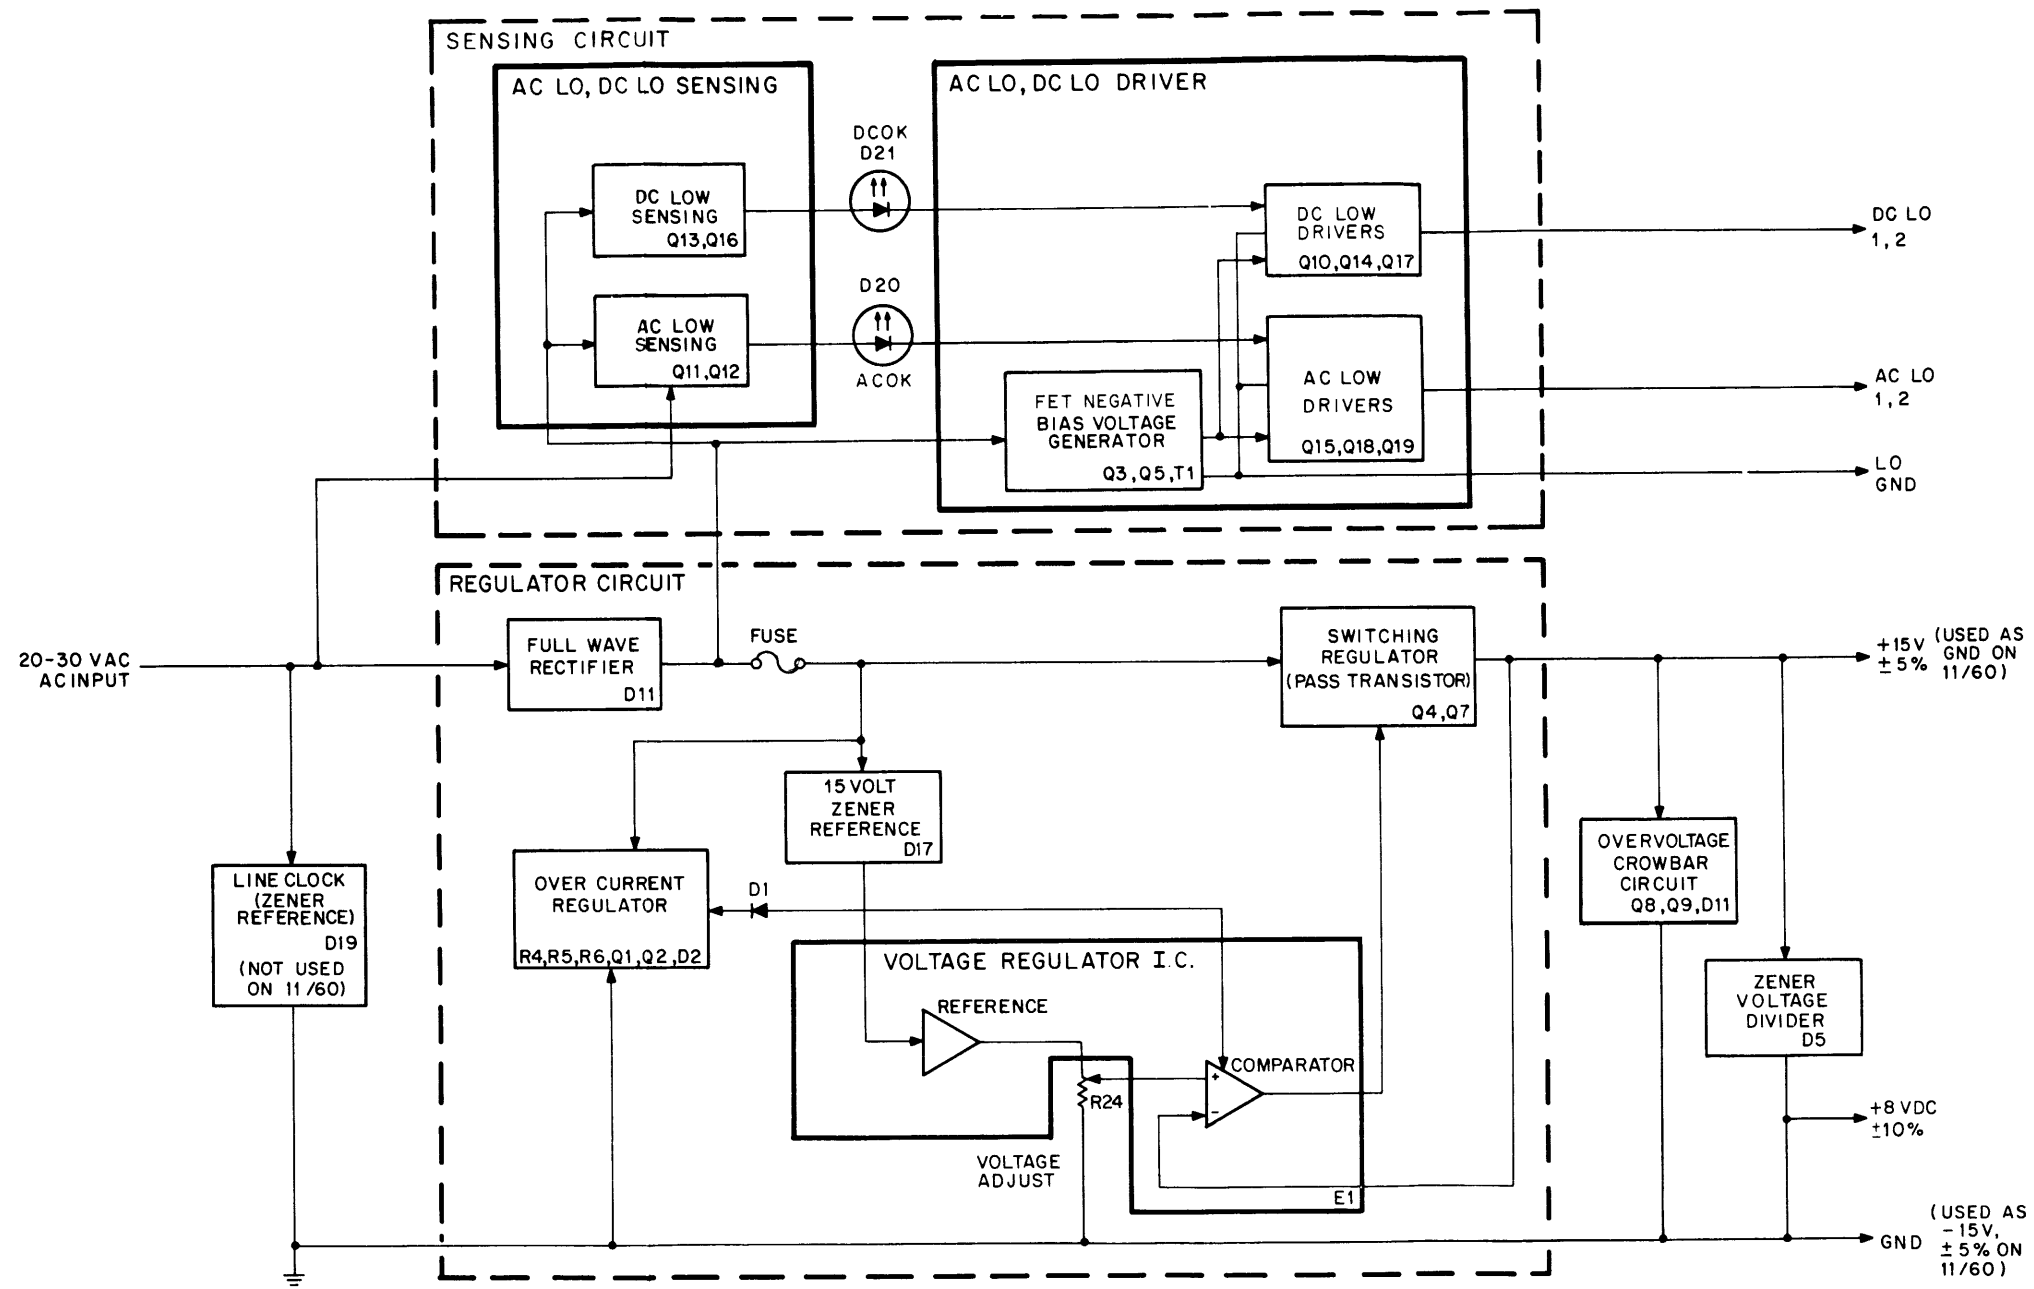 SENSING CIRCUIT
AC LO, DC LO SENSING
AC LO, DC LO DRIVER
DCOK
D21
DC LOW
SENSING
Q13,Q16
DC LOW
DRIVERS
Q10,Q14,Q17
DC LO
1, 2
D20
ACOK
AC LOW
SENSING
Q11,Q12
FET NEGATIVE
BIAS VOLTAGE
GENERATOR
Q3,Q5,T1
AC LOW
DRIVERS
Q15,Q18,Q19
AC LO
1, 2
LO
GND
REGULATOR CIRCUIT
20-30 VAC
AC INPUT
FULL WAVE
RECTIFIER
D11
FUSE
SWITCHING
REGULATOR
(PASS TRANSISTOR)
Q4,Q7
+15V
±5%
(USED AS
GND ON
11/60)
15 VOLT
ZENER
REFERENCE
D17
LINE CLOCK
(ZENER
REFERENCE)
D19
(NOT USED
ON 11/60)
OVER CURRENT
REGULATOR
R4,R5,R6,Q1,Q2,D2
D1
VOLTAGE REGULATOR I.C.
REFERENCE
COMPARATOR
+
−
R24
VOLTAGE
ADJUST
E1
OVERVOLTAGE
CROWBAR
CIRCUIT
Q8,Q9,D11
ZENER
VOLTAGE
DIVIDER
D5
+8 VDC
±10%
GND
(USED AS
−15V,
±5% ON
11/60)